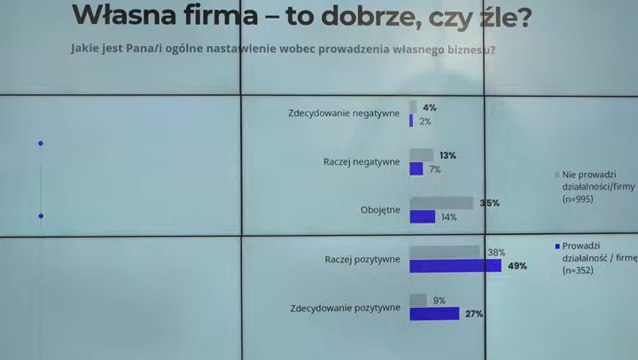 Własna firma – to dobrze, czy źle?
Jakie jest Pana/i ogólne nastawienie wobec prowadzenia własnego biznesu?
Zdecydowanie negatywne
4%
2%
Raczej negatywne
13%
7%
Obojętne
35%
14%
Raczej pozytywne
38%
49%
Zdecydowanie pozytywne
9%
27%
Nie prowadzi
działalności/firmy
(n=995)
Prowadzi
działalność / firmę
(n=352)